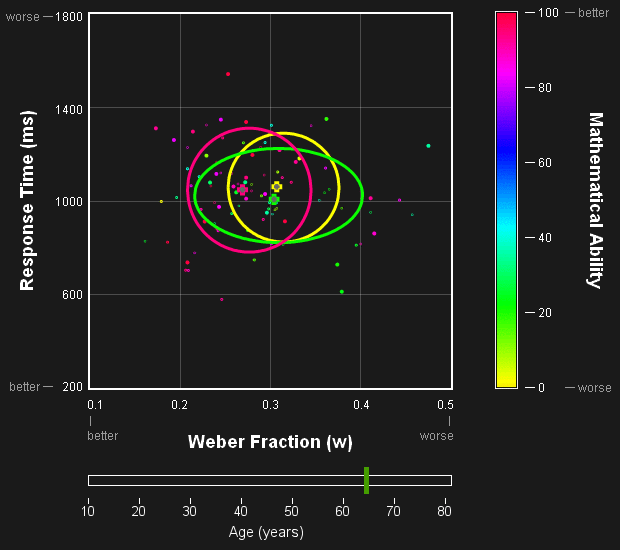 worse
1800
1400
1000
600
better
200
Response Time (ms)
0.1
0.2
0.3
0.4
0.5
better
worse
Weber Fraction (w)
100
better
80
60
40
20
0
worse
Mathematical Ability
10
20
30
40
50
60
70
80
Age (years)